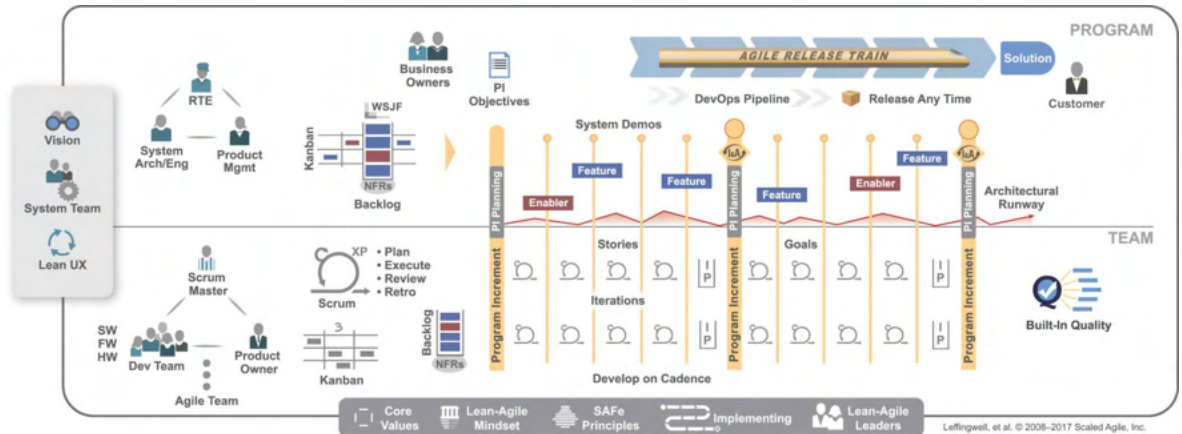 PROGRAM
AGILE RELEASE TRAIN
Solution
Customer
DevOps Pipeline
Release Any Time
Business
Owners
PI
Objectives
RTE
System
Arch/Eng
Product
Mgmt
WSJF
Kanban
NFRs
Backlog
Vision
System Team
Lean UX
System Demos
PI Planning
Enabler
Feature
Feature
I&A
PI Planning
Feature
Enabler
Feature
I&A
PI Planning
Architectural
Runway
TEAM
Scrum
Master
SW
FW
HW
Dev Team
Product
Owner
Agile Team
XP
• Plan
• Execute
• Review
• Retro
Scrum
3
Kanban
Backlog
NFRs
Program Increment
Stories
Iterations
I
P
I
P
Program Increment
Goals
I
P
I
P
Program Increment
Develop on Cadence
Built-In Quality
Core
Values
Lean-Agile
Mindset
SAFe
Principles
Implementing
Lean-Agile
Leaders
Leffingwell, et al. © 2008–2017 Scaled Agile, Inc.